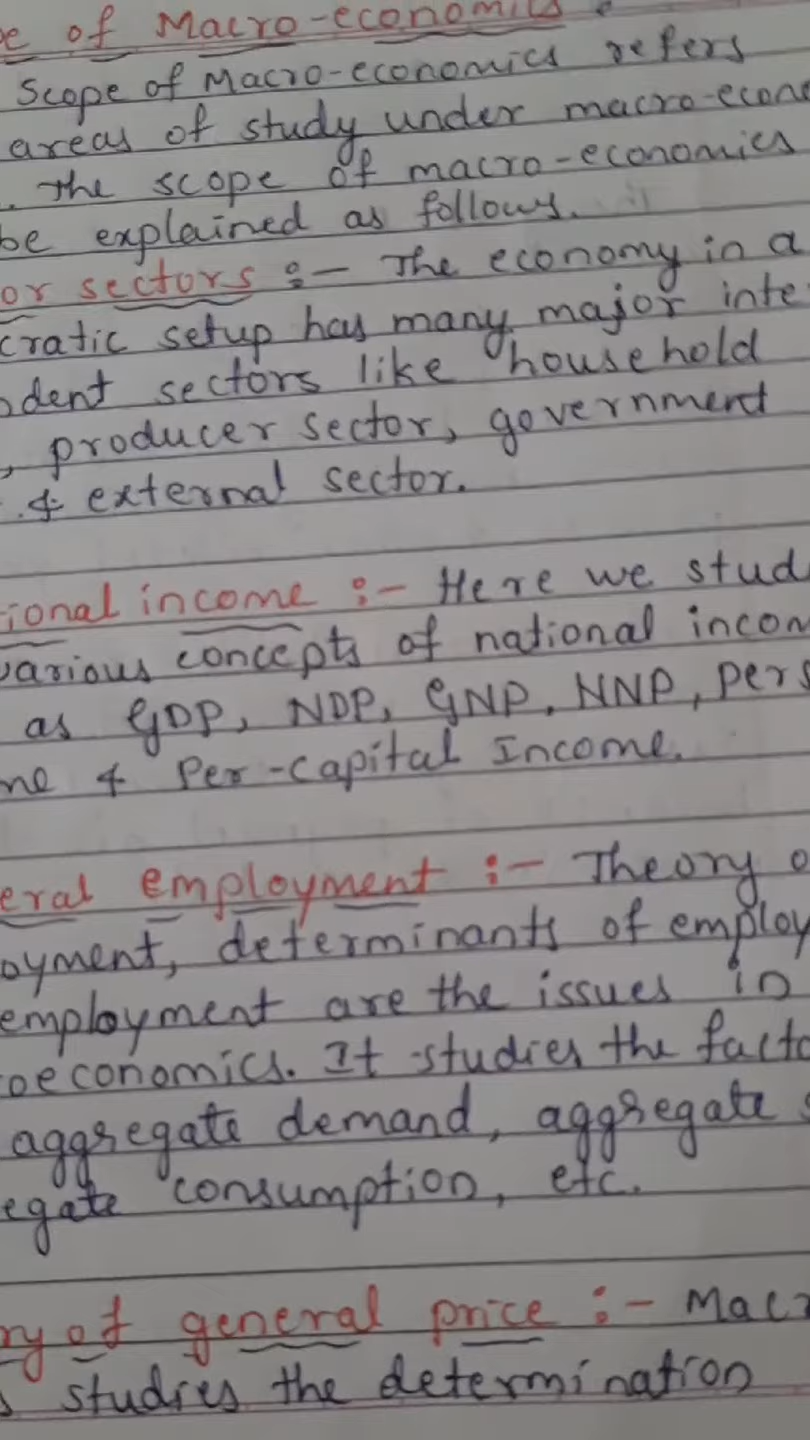 e of Macro-economics :
Scope of Macro-economics refers
areas of study under macro-econo
. The scope of macro-economics
be explained as follows.
or sectors :- The economy in a
cratic setup has many major inte
ndent sectors like household
, producer sector, government
. & external sector.
ional income :- Here we stud
various concepts of national incom
as GDP, NDP, GNP, NNP, Pers
me & Per-capital Income.
eral employment :- Theory o
oyment, determinants of employ
employment are the issues in
oeconomics. It studies the facto
aggregate demand, aggregate s
egate consumption, etc.
ry of general price :- Macr
s studies the determination